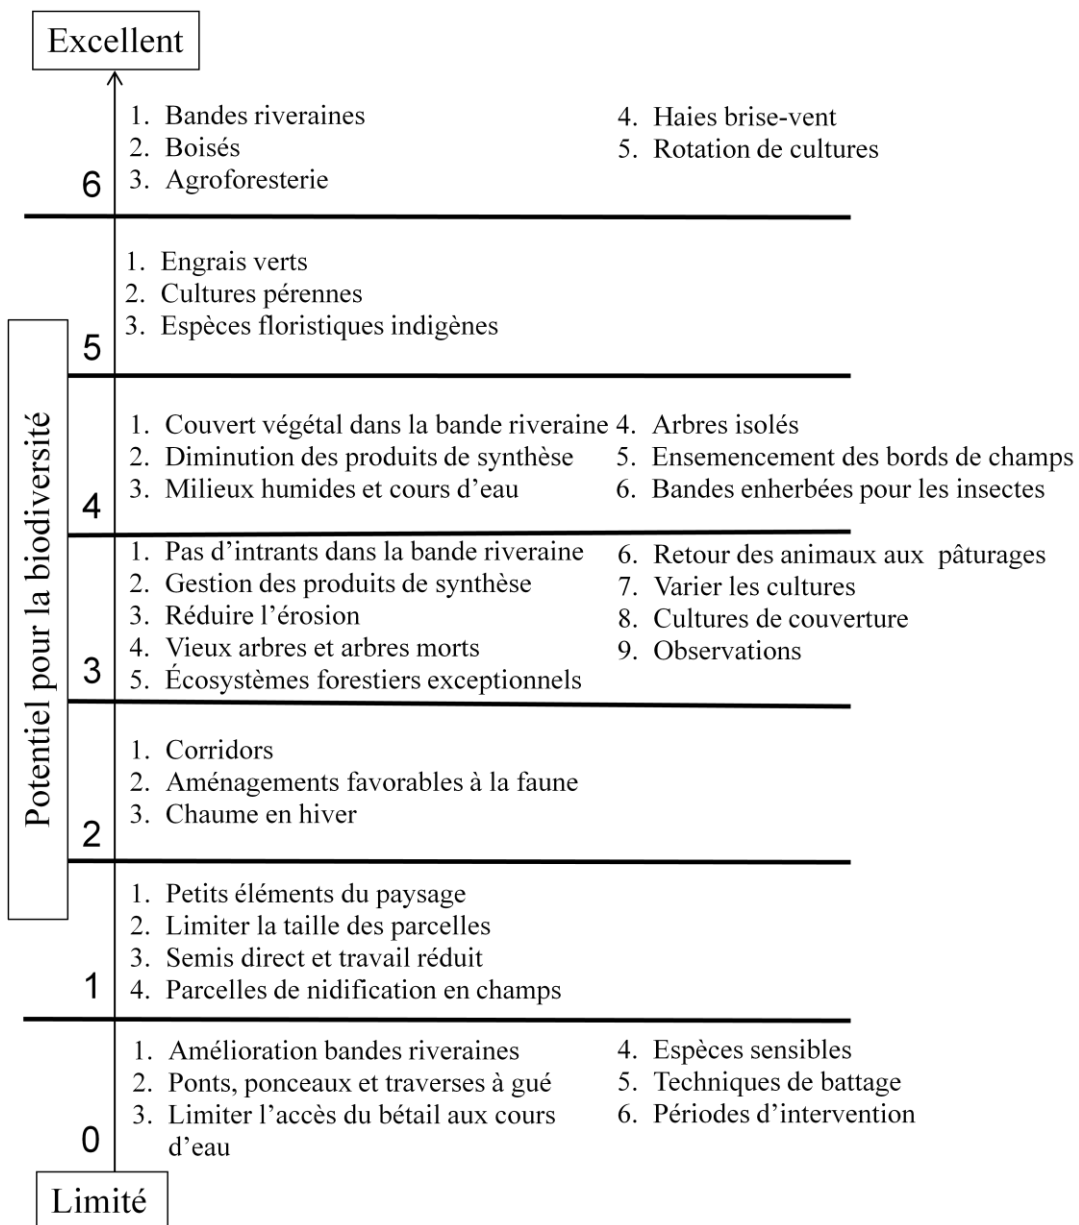 Excellent
1. Bandes riveraines
2. Boisés
3. Agroforesterie
4. Haies brise-vent
5. Rotation de cultures
6
1. Engrais verts
2. Cultures pérennes
3. Espèces floristiques indigènes
5
Potentiel pour la biodiversité
1. Couvert végétal dans la bande riveraine
2. Diminution des produits de synthèse
3. Milieux humides et cours d’eau
4. Arbres isolés
5. Ensemencement des bords de champs
6. Bandes enherbées pour les insectes
4
1. Pas d’intrants dans la bande riveraine
2. Gestion des produits de synthèse
3. Réduire l’érosion
4. Vieux arbres et arbres morts
5. Écosystèmes forestiers exceptionnels
6. Retour des animaux aux pâturages
7. Varier les cultures
8. Cultures de couverture
9. Observations
3
1. Corridors
2. Aménagements favorables à la faune
3. Chaume en hiver
2
1. Petits éléments du paysage
2. Limiter la taille des parcelles
3. Semis direct et travail réduit
4. Parcelles de nidification en champs
1
1. Amélioration bandes riveraines
2. Ponts, ponceaux et traverses à gué
3. Limiter l’accès du bétail aux cours
d’eau
4. Espèces sensibles
5. Techniques de battage
6. Périodes d’intervention
0
Limité